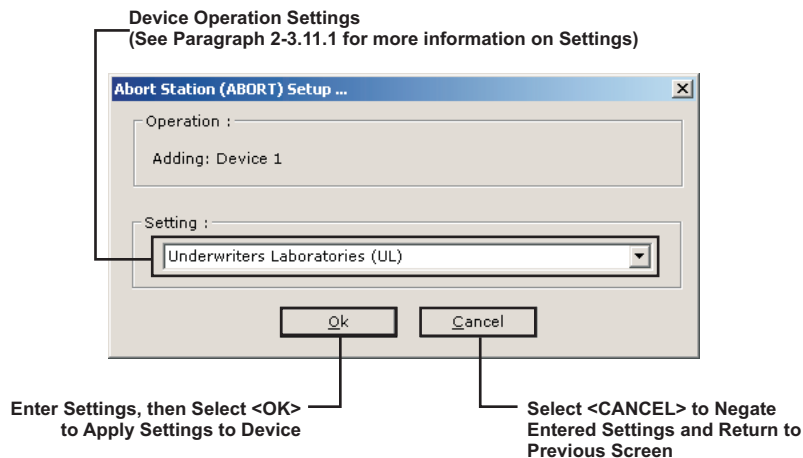 Device Operation Settings
(See Paragraph 2-3.11.1 for more information on Settings)
Abort Station (ABORT) Setup ...
Operation :
Adding: Device 1
Setting :
Underwriters Laboratories (UL)
Ok
Cancel
Enter Settings, then Select <OK>
to Apply Settings to Device
Select <CANCEL> to Negate
Entered Settings and Return to
Previous Screen